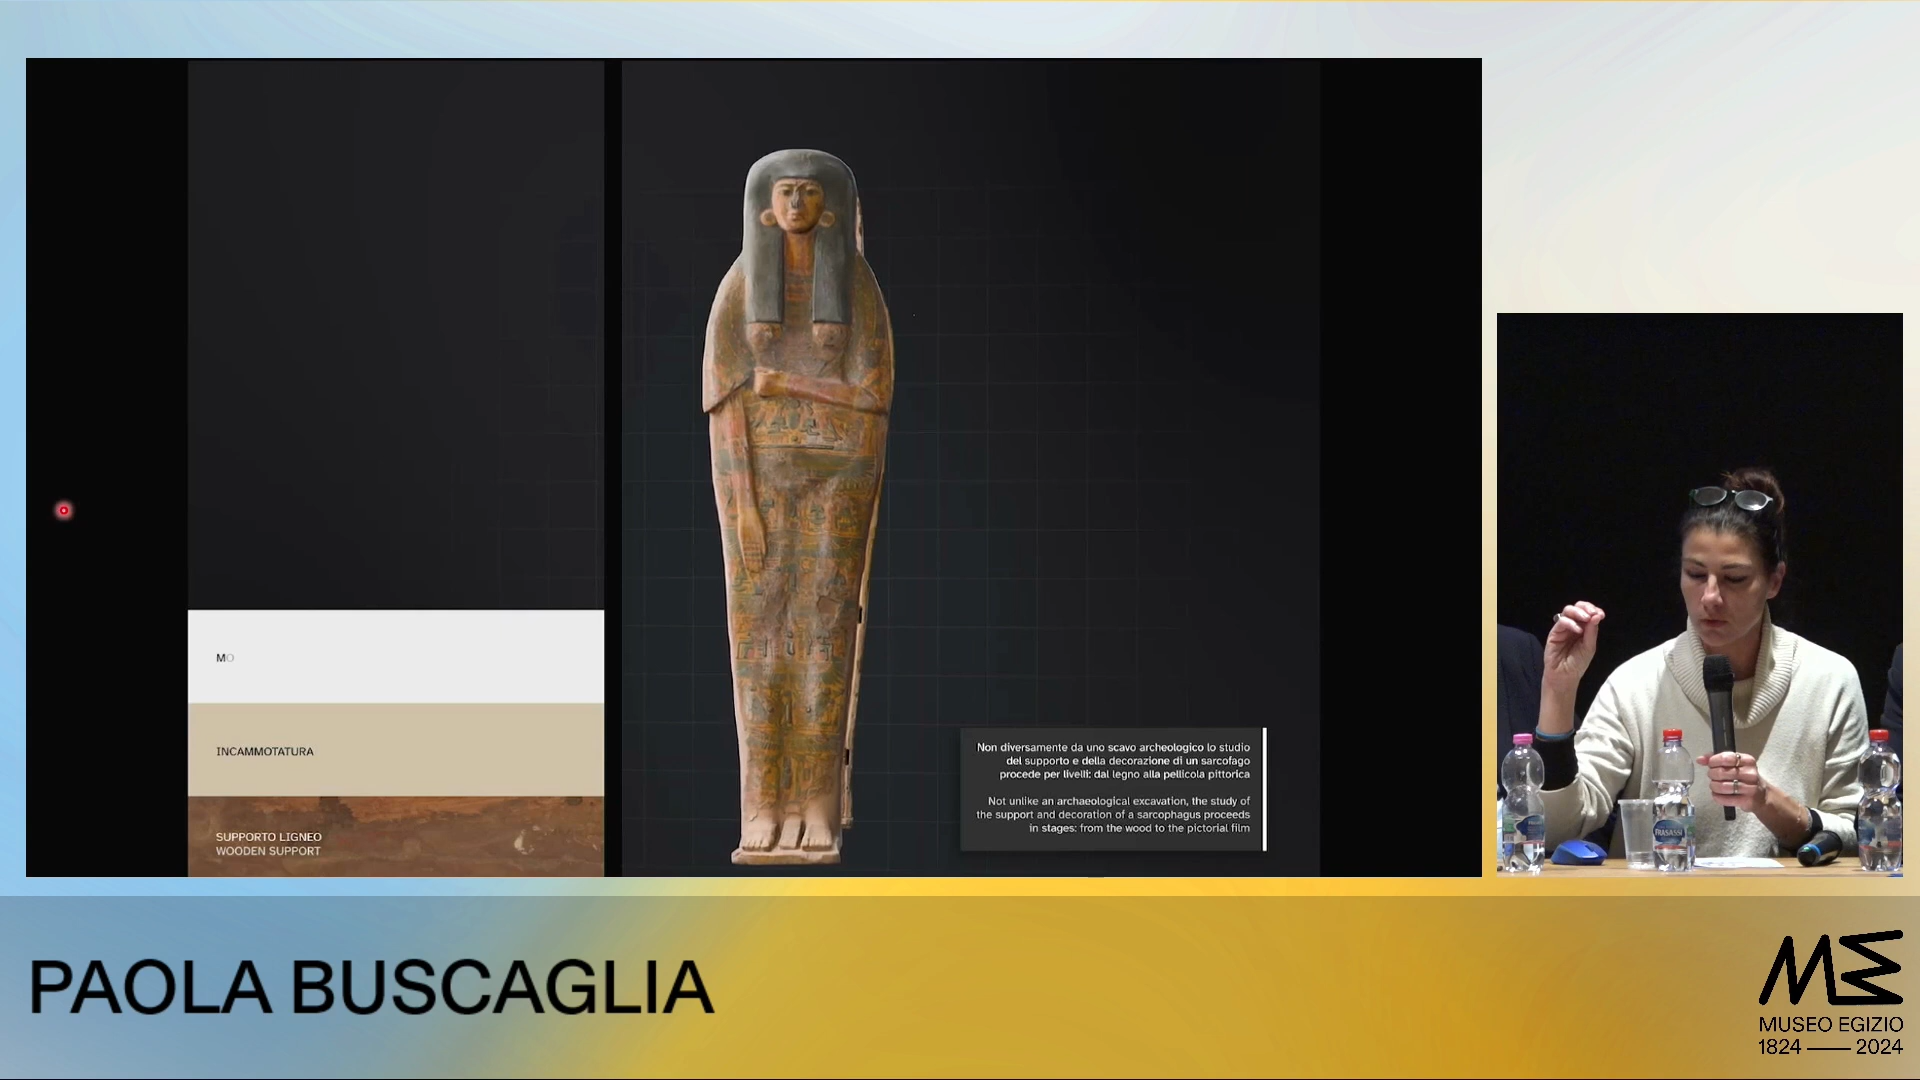 MO
INCAMMOTATURA
SUPPORTO LIGNEO
WOODEN SUPPORT
Non diversamente da uno scavo archeologico lo studio
del supporto e della decorazione di un sarcofago
procede per livelli: dal legno alla pellicola pittorica
Not unlike an archaeological excavation, the study of
the support and decoration of a sarcophagus proceeds
in stages: from the wood to the pictorial film
FRASASSI
PAOLA BUSCAGLIA
ME
MUSEO EGIZIO
1824 — 2024